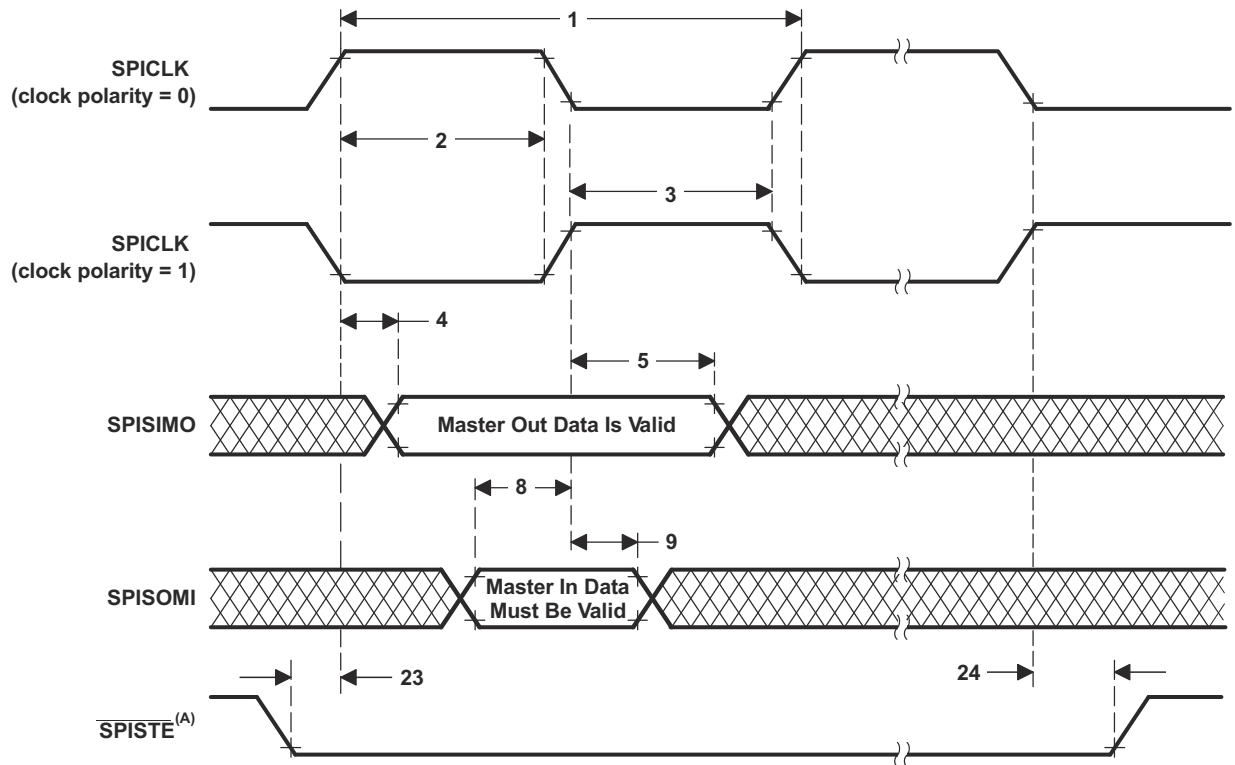 1
SPICLK
(clock polarity = 0)
2
3
SPICLK
(clock polarity = 1)
4
5
SPISIMO
Master Out Data Is Valid
8
9
SPISOMI
Master In Data
Must Be Valid
23
24
SPISTE(A)